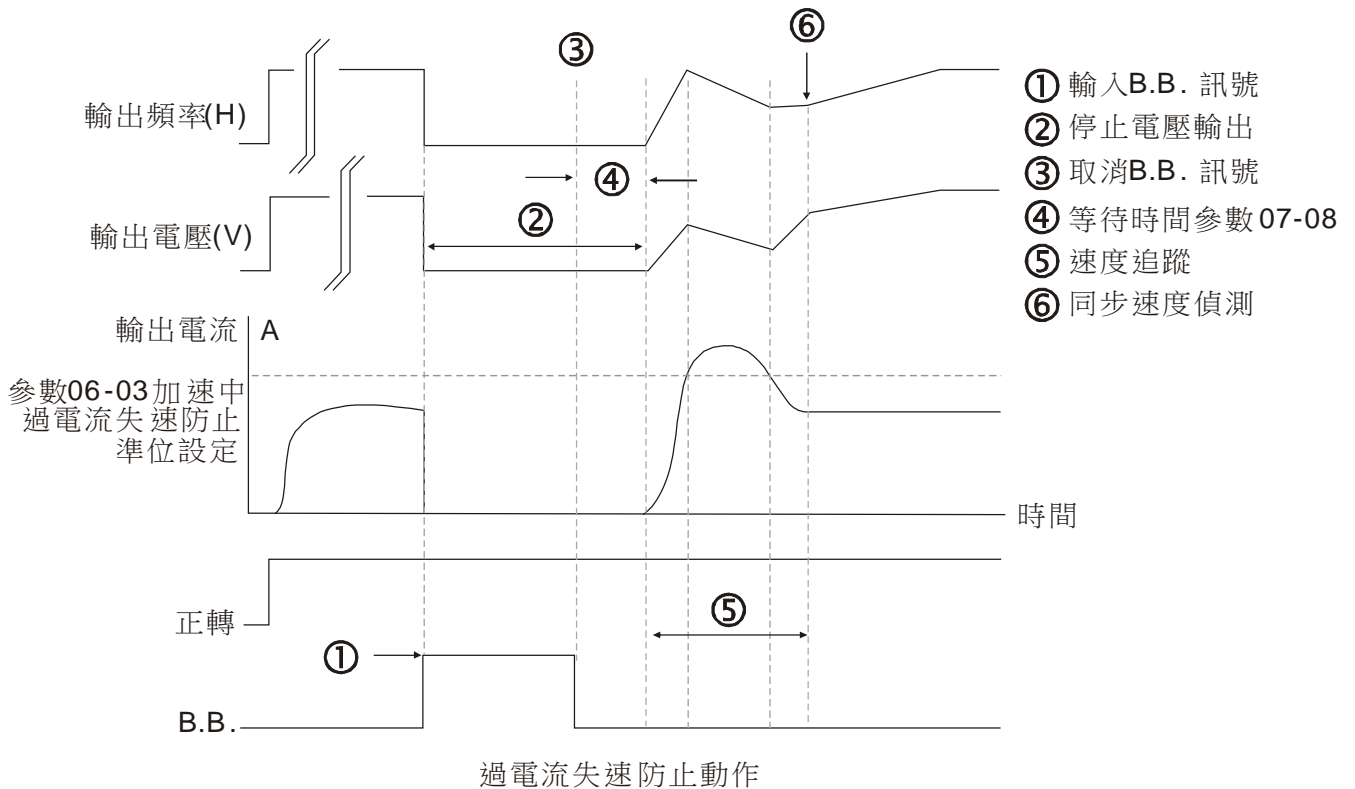 ⑥
③
① 輸入B.B. 訊號
輸出頻率(H)
② 停止電壓輸出
③ 取消B.B. 訊號
④
④ 等待時間參數 07-08
②
輸出電壓(V)
⑤ 速度追蹤
⑥ 同步速度偵測
輸出電流 A
參數06-03加速中
過電流失速防止
準位設定
時間
正轉
⑤
①
B.B.
過電流失速防止動作